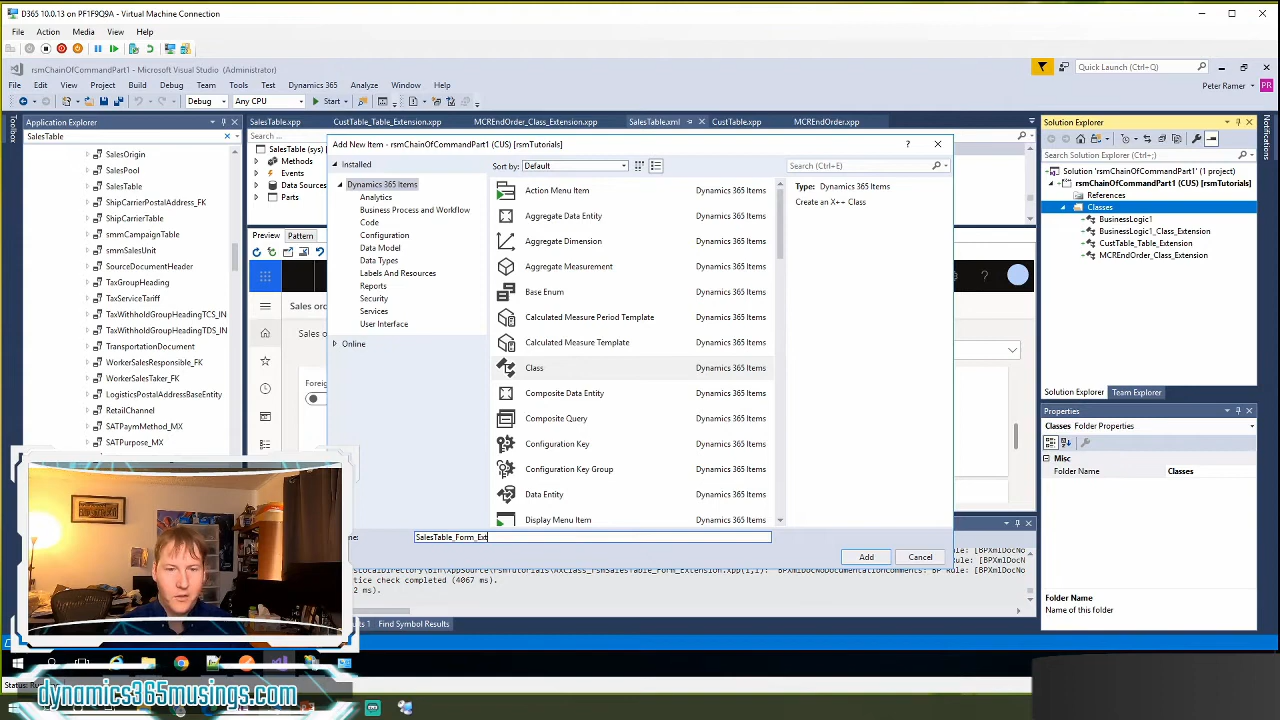 D365 10.0.13 on PF1F9Q9A - Virtual Machine Connection
File Action Media View Help
rsmChainOfCommandPart1 - Microsoft Visual Studio (Administrator)
Quick Launch (Ctrl+Q)
File Edit View Project Build Debug Team Tools Test Dynamics 365 Analyze Window Help
Peter Ramer PR
Debug Any CPU Start
Application Explorer
SalesTable
SalesOrigin
SalesPool
SalesTable
ShipCarrierPostalAddress_FK
ShipCarrierTable
smmCampaignTable
smmSalesUnit
SourceDocumentHeader
TaxGroupHeading
TaxServiceTariff
TaxWithholdGroupHeadingTCS_IN
TaxWithholdGroupHeadingTDS_IN
TransportationDocument
WorkerSalesResponsible_FK
WorkerSalesTaker_FK
LogisticsPostalAddressBaseEntity
RetailChannel
SATPaymMethod_MX
SATPurpose_MX
Toolbox
SalesTable.xpp CustTable_Table_Extension.xpp MCREndOrder_Class_Extension.xpp SalesTable.xml CustTable.xpp MCREndOrder.xpp
Search ...
SalesTable (sys)
Methods
Events
Data Sources
Parts
Preview Pattern
Sales ord
Sales o
Foreig
Add New Item - rsmChainOfCommandPart1 (CUS) [rsmTutorials]
Installed
Sort by: Default
Search (Ctrl+E)
Dynamics 365 Items
Analytics
Business Process and Workflow
Code
Configuration
Data Model
Data Types
Labels And Resources
Reports
Security
Services
User Interface
Online
Action Menu Item Dynamics 365 Items
Aggregate Data Entity Dynamics 365 Items
Aggregate Dimension Dynamics 365 Items
Aggregate Measurement Dynamics 365 Items
Base Enum Dynamics 365 Items
Calculated Measure Period Template Dynamics 365 Items
Calculated Measure Template Dynamics 365 Items
Class Dynamics 365 Items
Composite Data Entity Dynamics 365 Items
Composite Query Dynamics 365 Items
Configuration Key Dynamics 365 Items
Configuration Key Group Dynamics 365 Items
Data Entity Dynamics 365 Items
Display Menu Item Dynamics 365 Items
Type: Dynamics 365 Items
Create an X++ Class
SalesTable_Form_Ext
Add Cancel
Find Symbol Results
tice check completed (4067 ms).
Solution Explorer
Search Solution Explorer (Ctrl+;)
Solution 'rsmChainOfCommandPart1' (1 project)
rsmChainOfCommandPart1 (CUS) [rsmTutorials]
References
Classes
BusinessLogic1
BusinessLogic1_Class_Extension
CustTable_Table_Extension
MCREndOrder_Class_Extension
Solution Explorer Team Explorer
Notifications
Properties
Classes Folder Properties
Misc
Folder Name Classes
Folder Name
Name of this folder
dynamics365musings.com